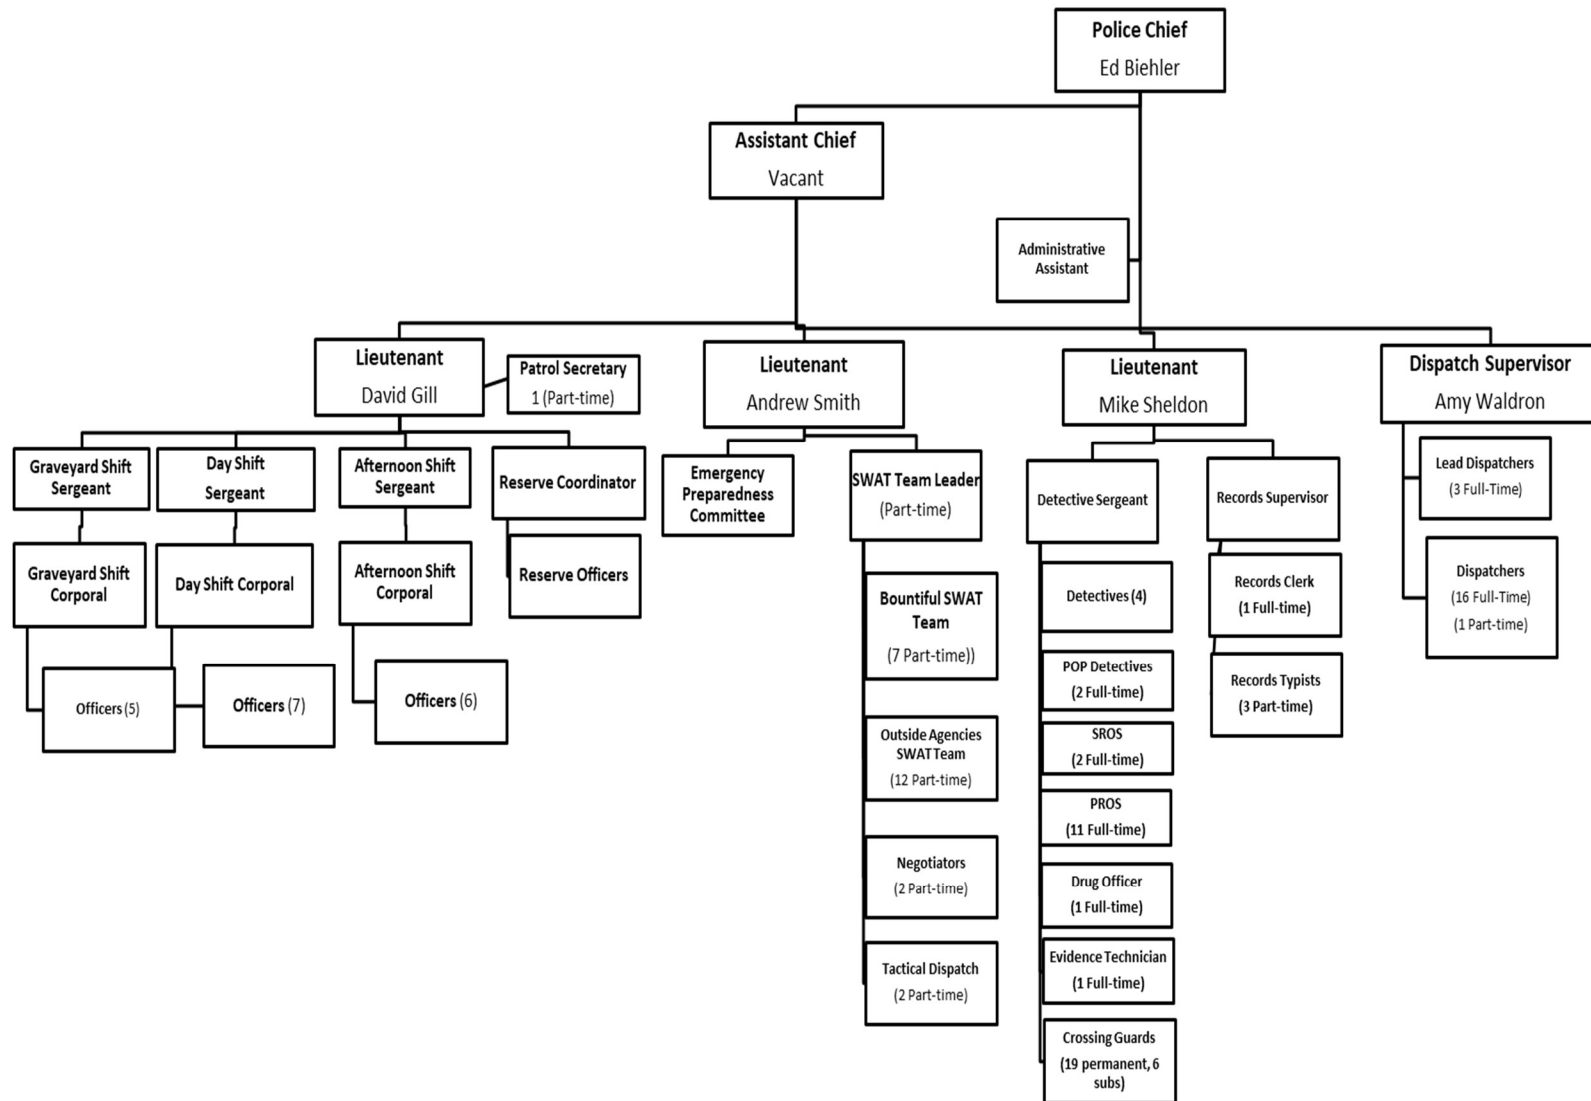 Police Chief
Ed Biehler
Assistant Chief
Vacant
Administrative
Assistant
Lieutenant
David Gill
Patrol Secretary
1 (Part-time)
Lieutenant
Andrew Smith
Lieutenant
Mike Sheldon
Dispatch Supervisor
Amy Waldron
Graveyard Shift
Sergeant
Day Shift
Sergeant
Afternoon Shift
Sergeant
Reserve Coordinator
Graveyard Shift
Corporal
Day Shift Corporal
Afternoon Shift
Corporal
Reserve Officers
Officers (5)
Officers (7)
Officers (6)
Emergency
Preparedness
Committee
SWAT Team Leader
(Part-time)
Bountiful SWAT
Team
(7 Part-time))
Outside Agencies
SWAT Team
(12 Part-time)
Negotiators
(2 Part-time)
Tactical Dispatch
(2 Part-time)
Detective Sergeant
Detectives (4)
POP Detectives
(2 Full-time)
SROS
(2 Full-time)
PROS
(11 Full-time)
Drug Officer
(1 Full-time)
Evidence Technician
(1 Full-time)
Crossing Guards
(19 permanent, 6
subs)
Records Supervisor
Records Clerk
(1 Full-time)
Records Typists
(3 Part-time)
Lead Dispatchers
(3 Full-Time)
Dispatchers
(16 Full-Time)
(1 Part-time)